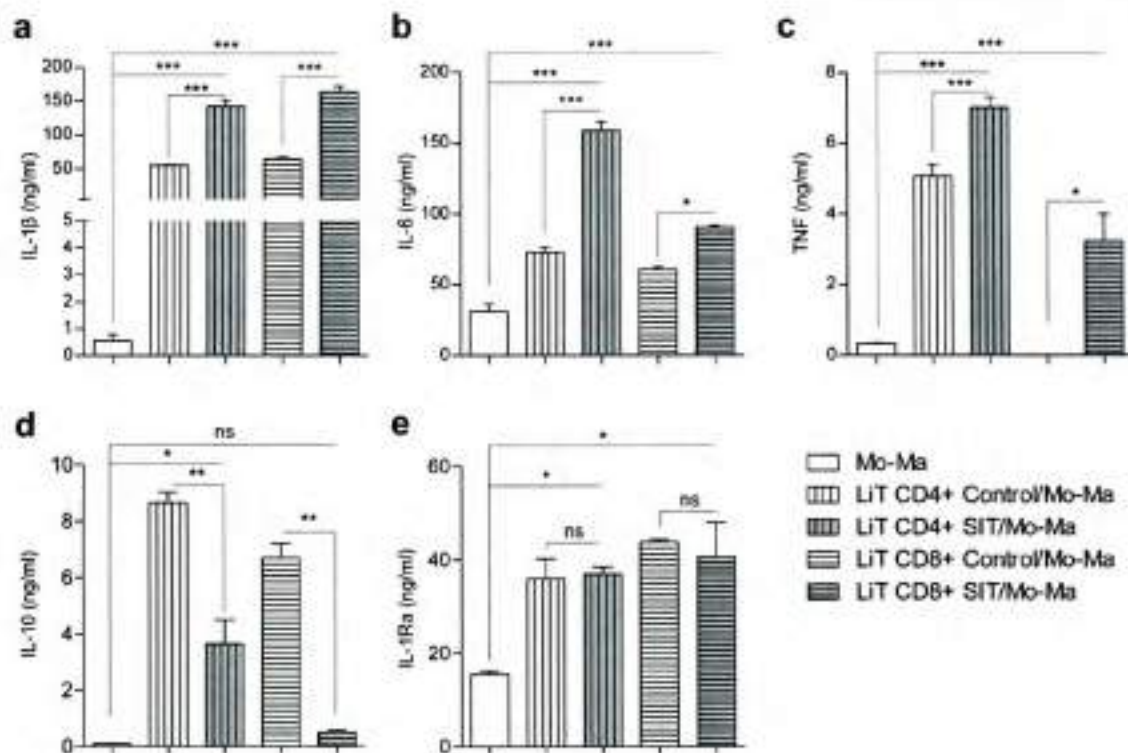 a
***
***
***
***
200
150
100
50
5
4
3
2
1
0
IL-1β (ng/ml)
b
***
***
***
*
200
150
100
50
0
IL-6 (ng/ml)
c
***
***
***
*
8
6
4
2
0
TNF (ng/ml)
d
ns
*
**
**
10
8
6
4
2
0
IL-10 (ng/ml)
e
*
*
ns
ns
60
40
20
0
IL-1Ra (ng/ml)
Mo-Ma
LiT CD4+ Control/Mo-Ma
LiT CD4+ SIT/Mo-Ma
LiT CD8+ Control/Mo-Ma
LiT CD8+ SIT/Mo-Ma